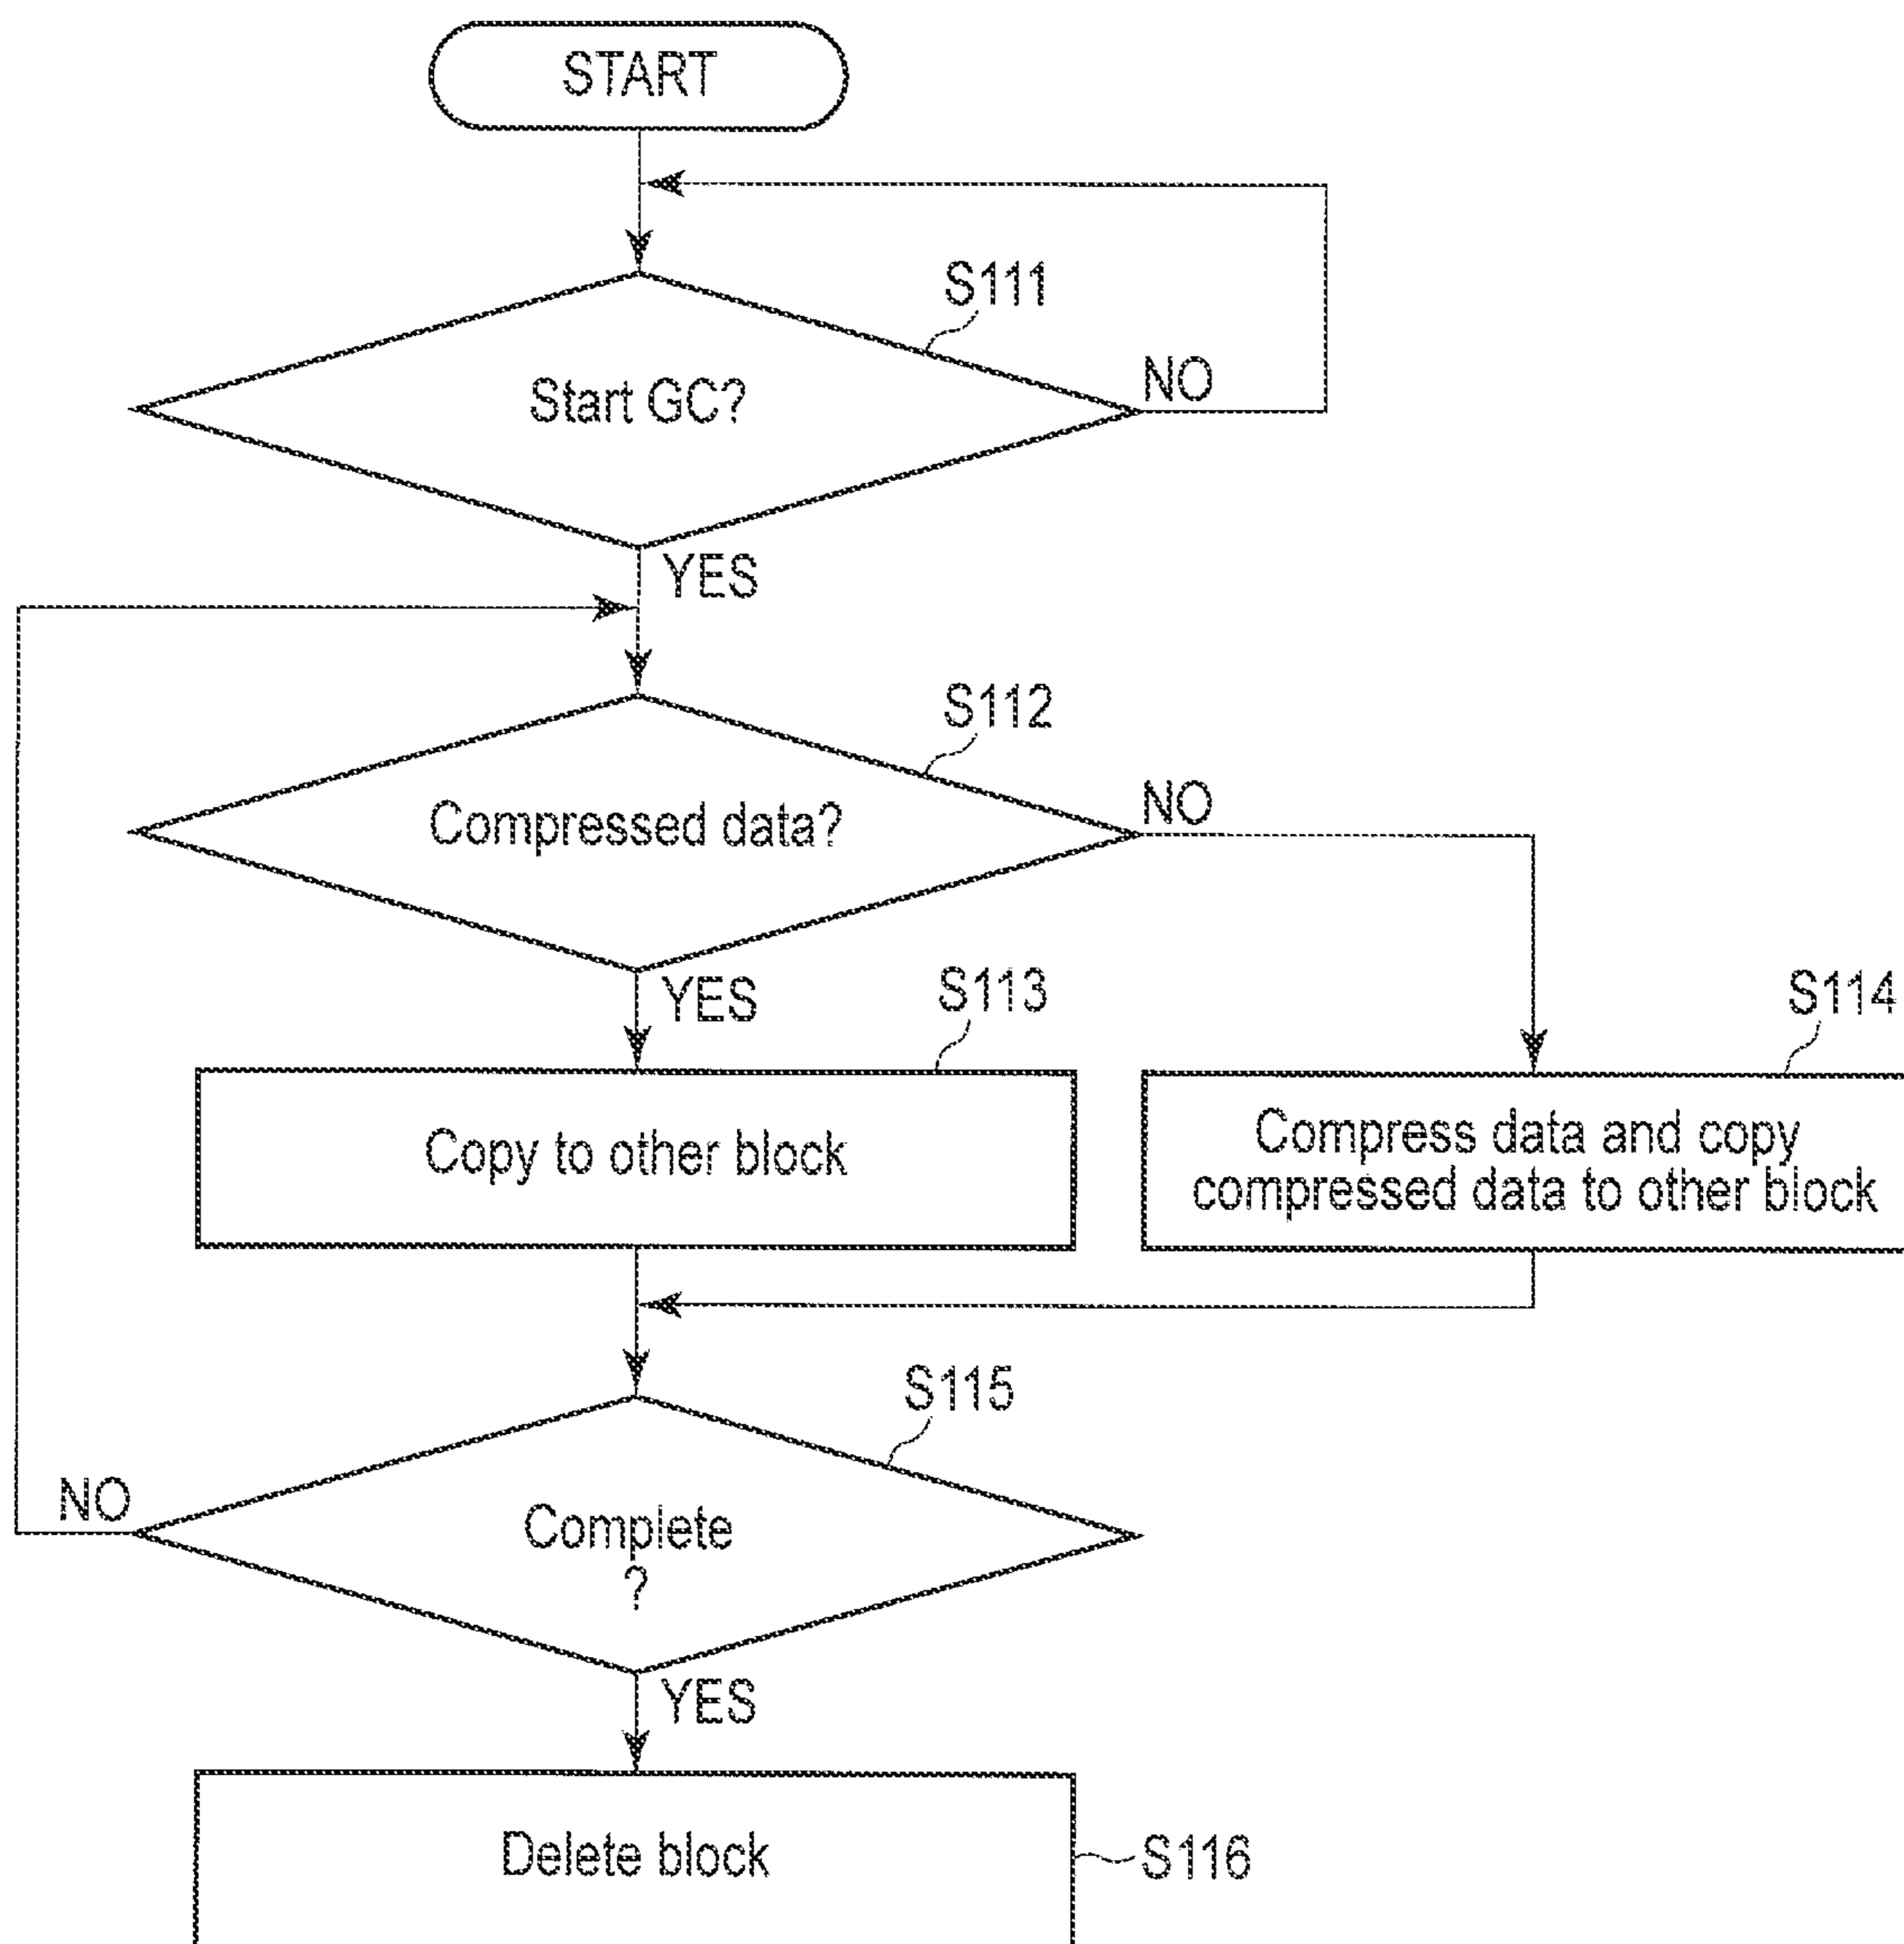 START
S111
Start GC?
NO
YES
S112
Compressed data?
NO
YES
S113
S114
Copy to other block
Compress data and copy
compressed data to other block
S115
NO
Complete
?
YES
Delete block
S116